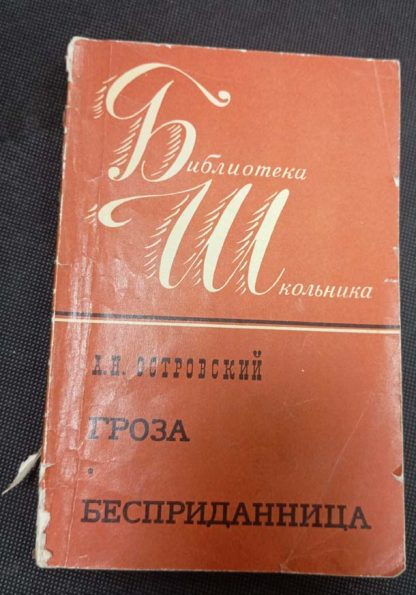 Библиотека
Школьника
А.Н. ОСТРОВСКИЙ
ГРОЗА
•
БЕСПРИДАННИЦА